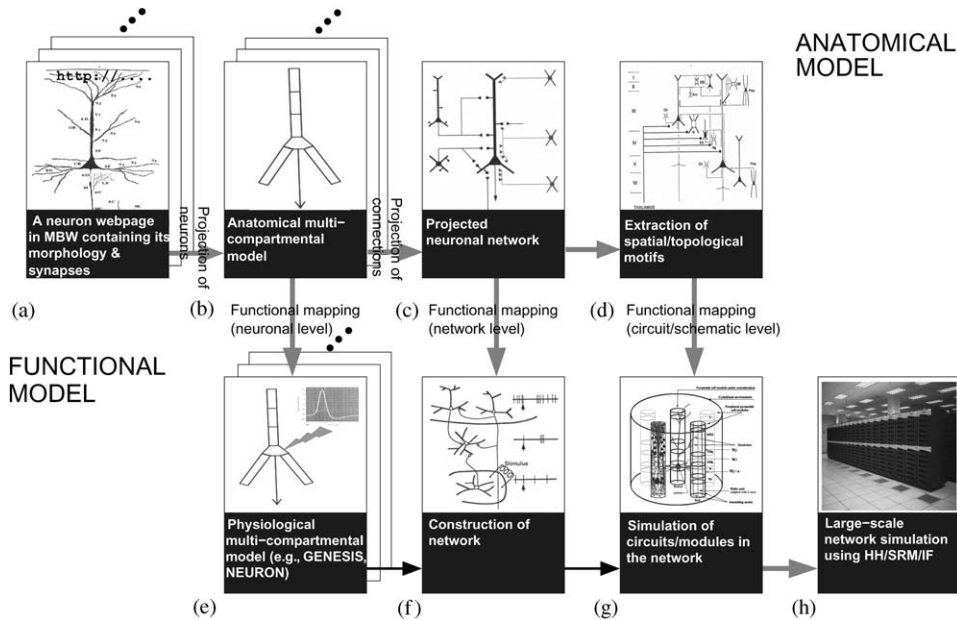 ANATOMICAL
MODEL
http://....
A neuron webpage
in MBW containing its
morphology &
synapses
Projection of
neurons
Anatomical multi−
compartmental
model
Projection of
connections
Projected
neuronal network
THALAMUS
Extraction of
spatial/topological
motifs
(a)
(b)
(c)
(d)
Functional mapping
(neuronal level)
Functional mapping
(network level)
Functional mapping
(circuit/schematic level)
FUNCTIONAL
MODEL
Physiological
multi−compartmental
model (e.g., GENESIS,
NEURON)
Stimulus
Construction of
network
Simulation of
circuits/modules in
the network
Large−scale
network simulation
using HH/SRM/IF
(e)
(f)
(g)
(h)